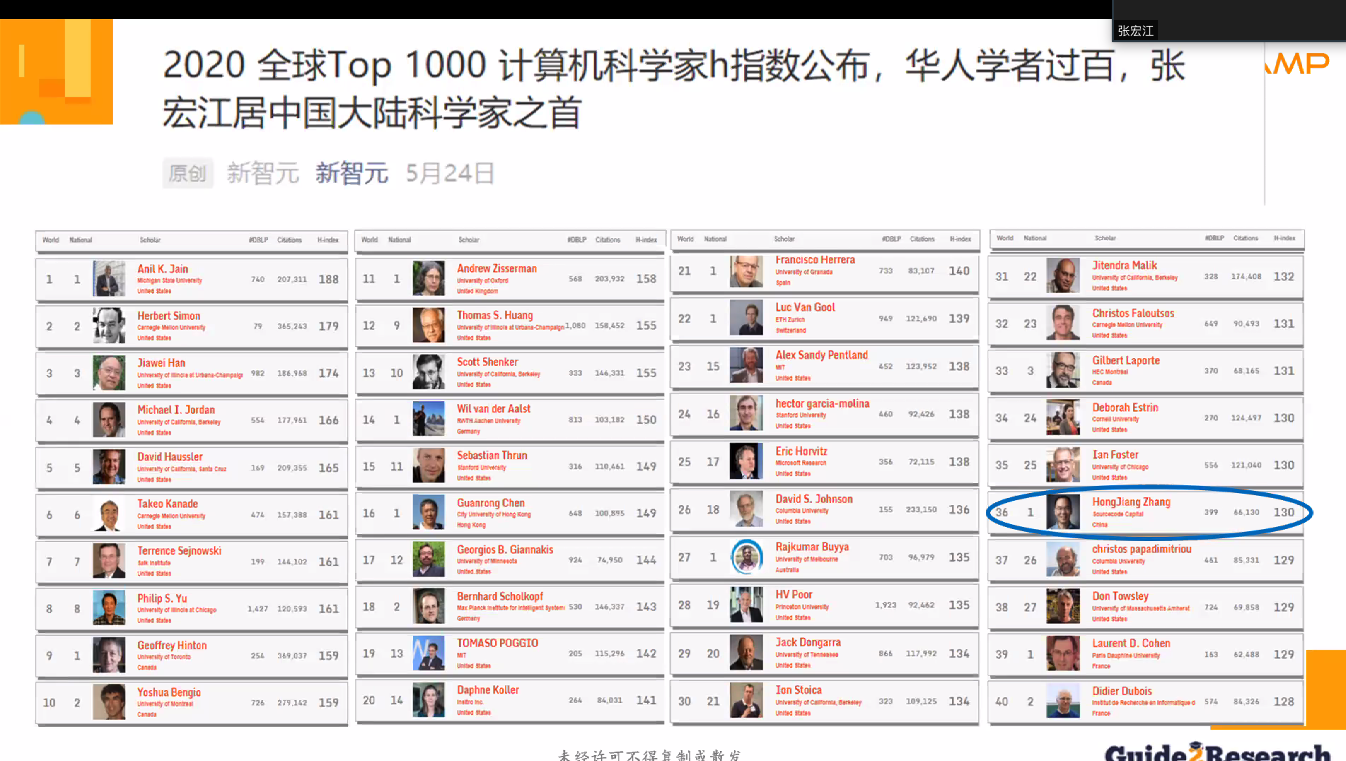 张宏江
2020 全球Top 1000 计算机科学家h指数公布，华人学者过百，张
宏江居中国大陆科学家之首
原创 新智元 新智元 5月24日
AMP
World National Scholar #DBLP Citations H-index
1 1 Anil K. Jain 740 207,311 188
Michigan State University
United States
2 2 Herbert Simon 79 365,243 179
Carnegie Mellon University
United States
3 3 Jiawei Han 982 186,968 174
University of Illinois at Urbana-Champaign
United States
4 4 Michael I. Jordan 554 177,961 166
University of California, Berkeley
United States
5 5 David Haussler 169 209,355 165
University of California, Santa Cruz
United States
6 6 Takeo Kanade 474 157,388 161
Carnegie Mellon University
United States
7 7 Terrence Sejnowski 199 144,102 161
Salk Institute
United States
8 8 Philip S. Yu 1,427 120,593 161
University of Illinois at Chicago
United States
9 1 Geoffrey Hinton 254 369,037 159
University of Toronto
Canada
10 2 Yoshua Bengio 726 279,142 159
University of Montreal
Canada
World National Scholar #DBLP Citations H-index
11 1 Andrew Zisserman 568 203,932 158
University of Oxford
United Kingdom
12 9 Thomas S. Huang 1,080 158,452 155
University of Illinois at Urbana-Champaign
United States
13 10 Scott Shenker 333 146,331 155
University of California, Berkeley
United States
14 1 Wil van der Aalst 813 103,182 150
RWTH Aachen University
Germany
15 11 Sebastian Thrun 316 110,461 149
Stanford University
United States
16 1 Guanrong Chen 648 100,895 149
City University of Hong Kong
Hong Kong
17 12 Georgios B. Giannakis 924 76,950 144
University of Minnesota
United States
18 2 Bernhard Scholkopf 530 146,337 143
Max Planck Institute for Intelligent Systems
Germany
19 13 TOMASO POGGIO 205 115,296 142
MIT
United States
20 14 Daphne Koller 264 84,031 141
Insitro Inc.
United States
World National Scholar #DBLP Citations H-index
21 1 Francisco Herrera 733 83,107 140
University of Granada
Spain
22 1 Luc Van Gool 949 121,690 139
ETH Zurich
Switzerland
23 15 Alex Sandy Pentland 452 123,952 138
MIT
United States
24 16 hector garcia-molina 460 92,426 138
Stanford University
United States
25 17 Eric Horvitz 356 72,115 138
Microsoft Research
United States
26 18 David S. Johnson 155 233,150 136
Columbia University
United States
27 1 Rajkumar Buyya 703 96,979 135
University of Melbourne
Australia
28 19 HV Poor 1,923 92,462 135
Princeton University
United States
29 20 Jack Dongarra 866 117,992 134
University of Tennessee
United States
30 21 Ion Stoica 323 109,125 134
University of California, Berkeley
United States
World National Scholar #DBLP Citations H-index
31 22 Jitendra Malik 328 174,408 132
University of California, Berkeley
United States
32 23 Christos Faloutsos 649 90,493 131
Carnegie Mellon University
United States
33 3 Gilbert Laporte 370 68,165 131
HEC Montreal
Canada
34 24 Deborah Estrin 270 124,497 130
Cornell University
United States
35 25 Ian Foster 556 121,040 130
University of Chicago
United States
36 1 HongJiang Zhang 399 66,130 130
Sourcecode Capital
China
37 26 christos papadimitriou 461 85,331 129
Columbia University
United States
38 27 Don Towsley 724 69,858 129
University of Massachusetts Amherst
United States
39 1 Laurent D. Cohen 163 62,488 129
Paris Dauphine University
France
40 2 Didier Dubois 574 84,326 128
Institut de Recherche en Informatique d
France
未经许可不得复制或散发
Guide2Research